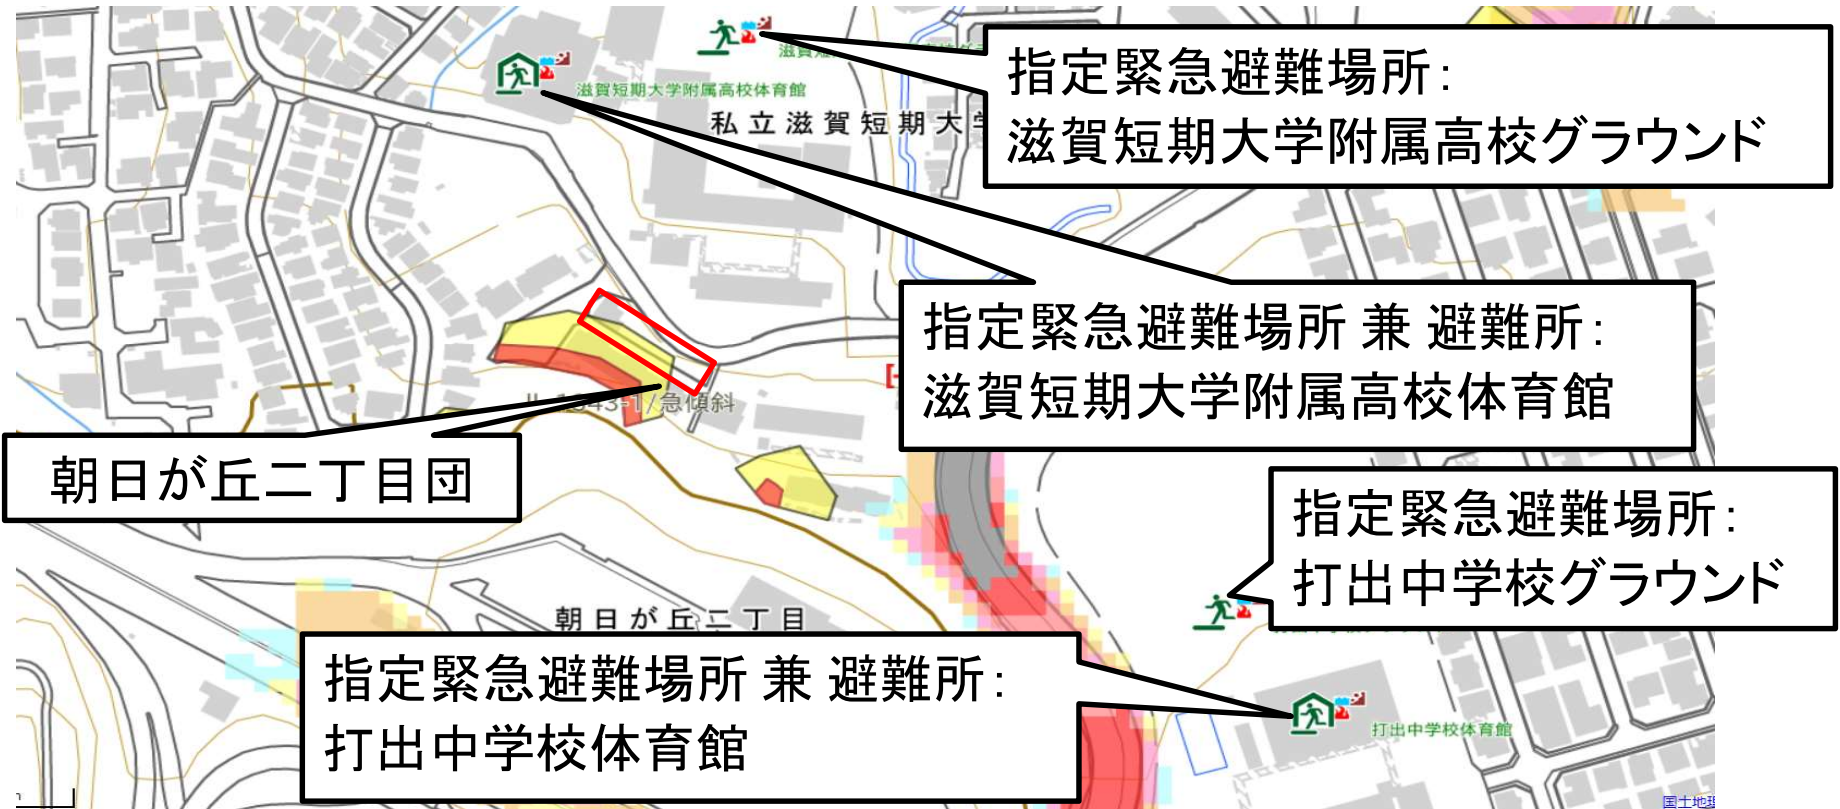 指定緊急避難場所:
滋賀短期大学附属高校グラウンド
滋賀短期大学附属高校体育館
私立滋賀短期大
指定緊急避難場所 兼 避難所:
滋賀短期大学附属高校体育館
-1/急傾斜
朝日が丘二丁目団
指定緊急避難場所:
打出中学校グラウンド
朝日が丘二丁目
指定緊急避難場所 兼 避難所:
打出中学校体育館
打出中学校体育館
国土地理